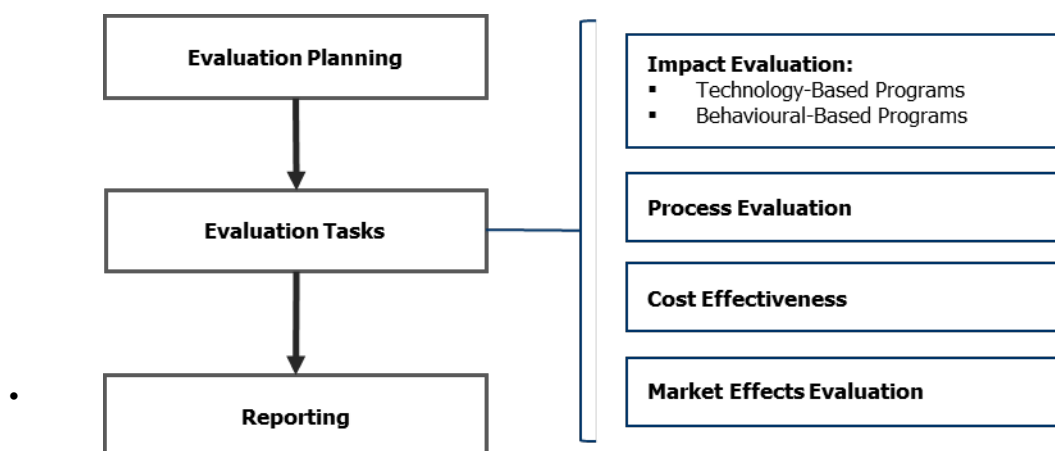 Evaluation Planning
Evaluation Tasks
Reporting
Impact Evaluation:
▪ Technology-Based Programs
▪ Behavioural-Based Programs
Process Evaluation
Cost Effectiveness
Market Effects Evaluation